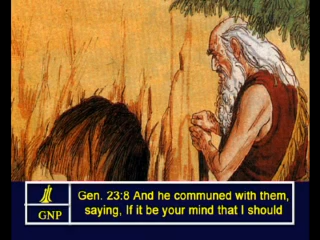 Gen. 23:8 And he communed with them,
saying, If it be your mind that I should
GNP